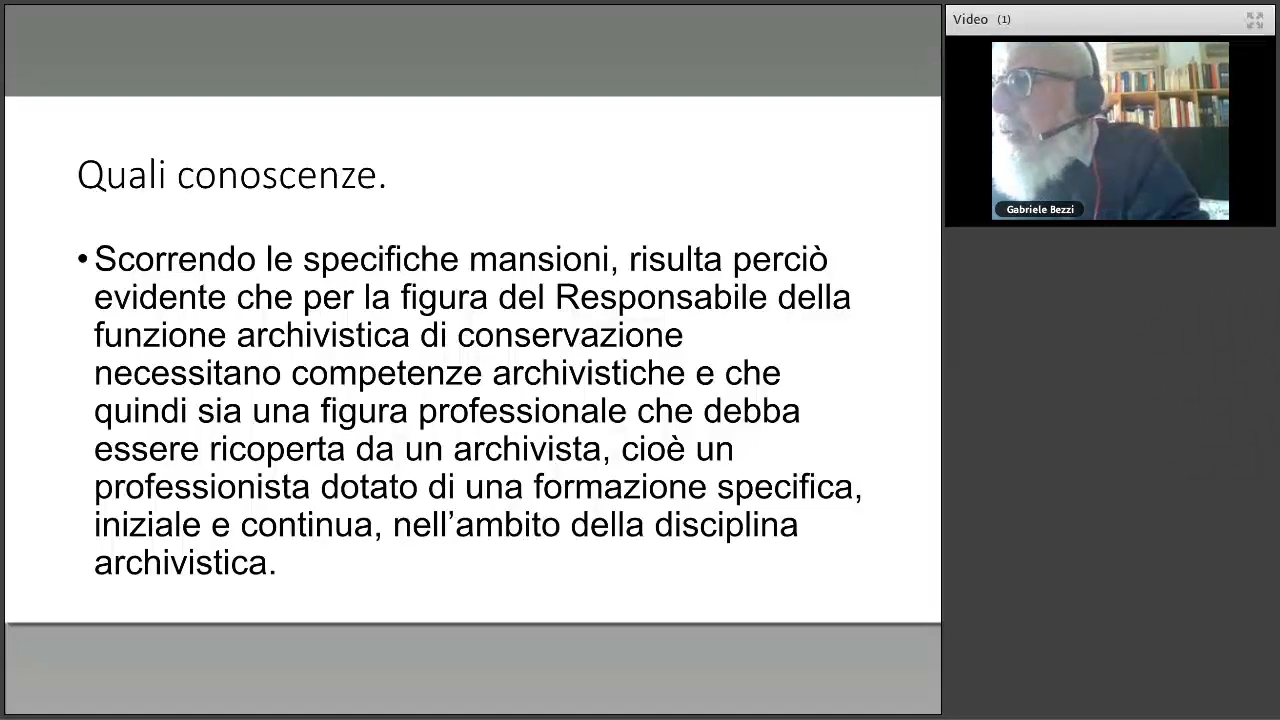 Quali conoscenze.
• Scorrendo le specifiche mansioni, risulta perciò
evidente che per la figura del Responsabile della
funzione archivistica di conservazione
necessitano competenze archivistiche e che
quindi sia una figura professionale che debba
essere ricoperta da un archivista, cioè un
professionista dotato di una formazione specifica,
iniziale e continua, nell’ambito della disciplina
archivistica.
Video (1)
Gabriele Bezzi